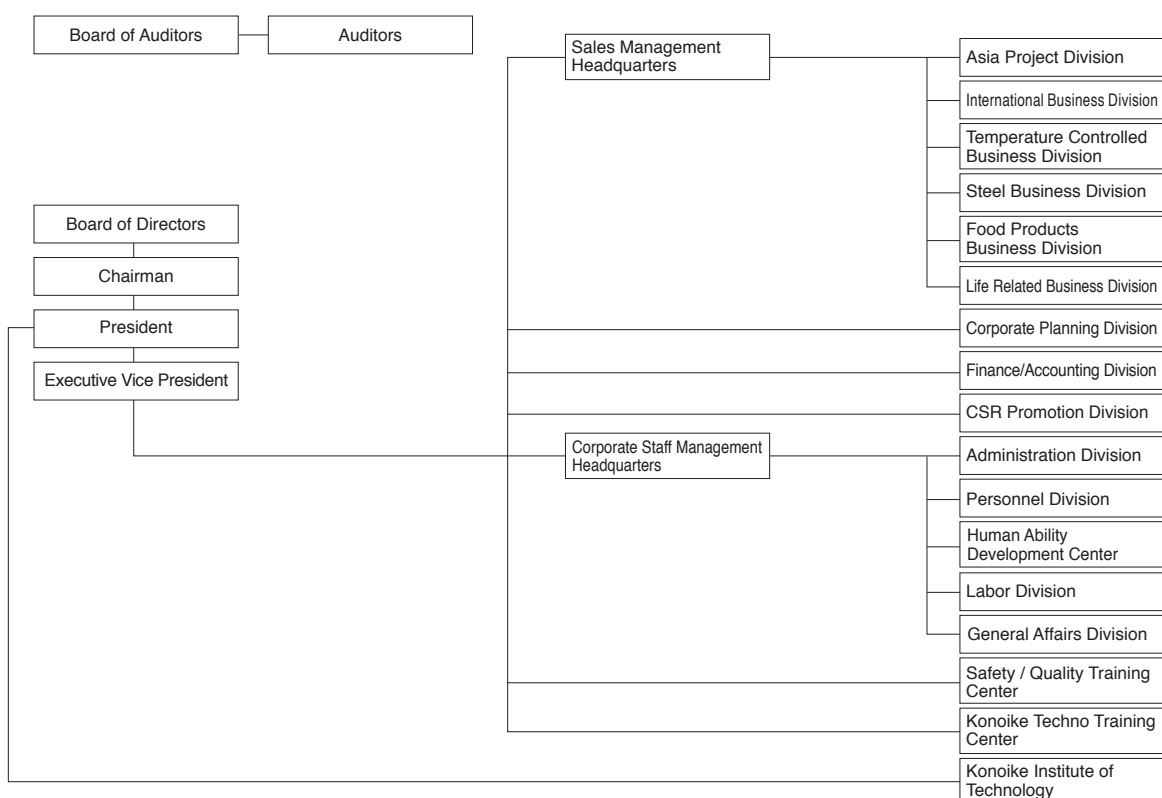 Board of Auditors
Auditors
Sales Management
Headquarters
Asia Project Division
International Business Division
Temperature Controlled
Business Division
Steel Business Division
Board of Directors
Food Products
Business Division
Chairman
Life Related Business Division
President
Corporate Planning Division
Executive Vice President
Finance/Accounting Division
CSR Promotion Division
Corporate Staff Management
Headquarters
Administration Division
Personnel Division
Human Ability
Development Center
Labor Division
General Affairs Division
Safety / Quality Training
Center
Konoike Techno Training
Center
Konoike Institute of
Technology